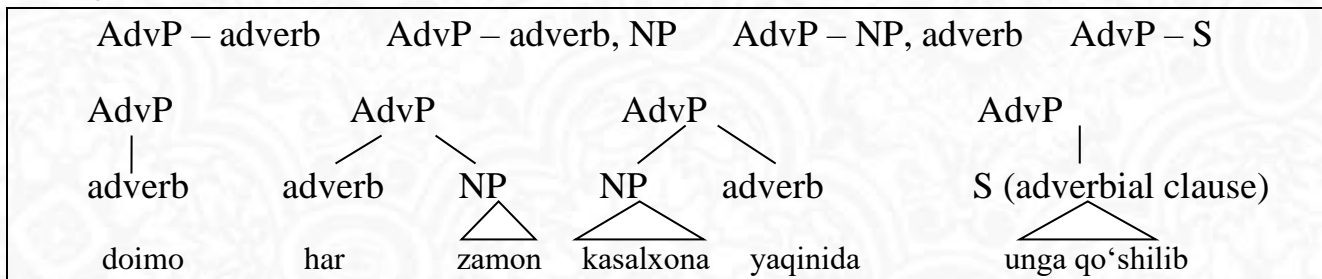 AdvP – adverb AdvP – adverb, NP AdvP – NP, adverb AdvP – S
AdvP AdvP AdvP AdvP
adverb adverb NP NP adverb S (adverbial clause)
doimo har zamon kasalxona yaqinida unga qo‘shilib